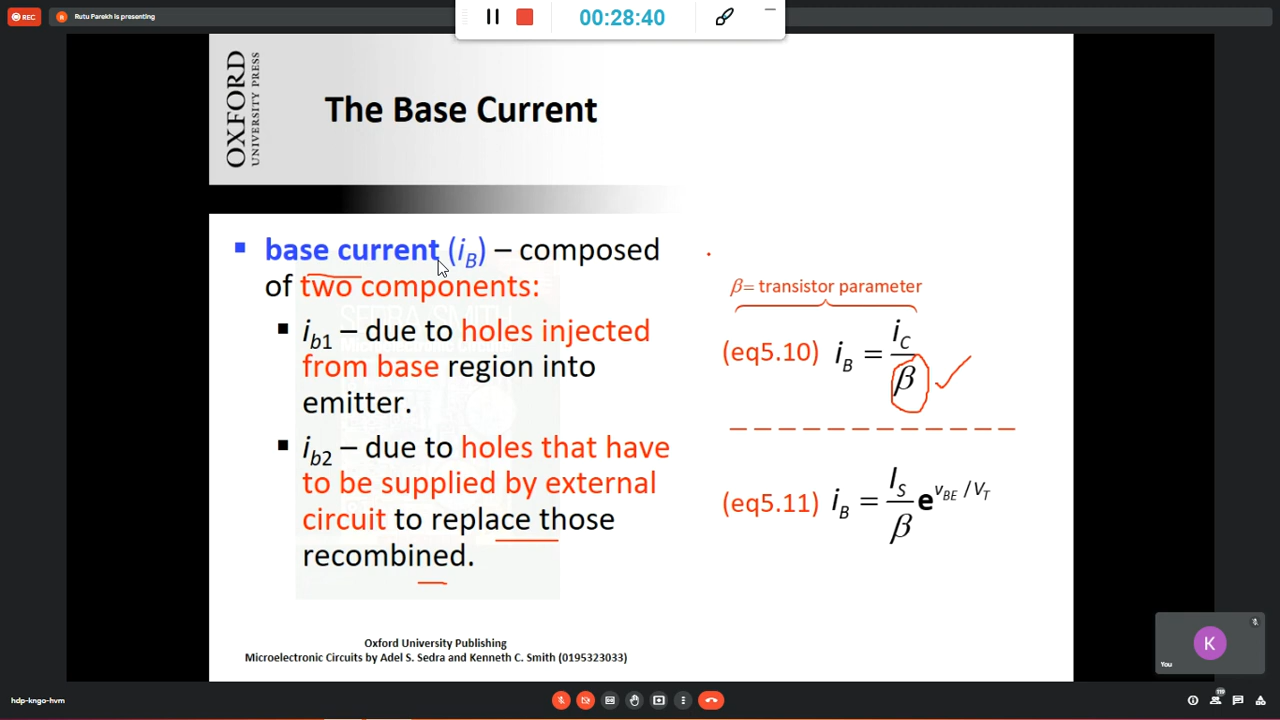 REC
R
Rutu Parekh is presenting
00:28:40
OXFORD
UNIVERSITY PRESS
The Base Current
base current (iB) – composed
of two components:
ib1 – due to holes injected
from base region into
emitter.
ib2 – due to holes that have
to be supplied by external
circuit to replace those
recombined.
β= transistor parameter
(eq5.10) iB = iC / β
(eq5.11) iB = IS / β e^vBE /VT
Oxford University Publishing
Microelectronic Circuits by Adel S. Sedra and Kenneth C. Smith (0195323033)
K
You
hdp-kngo-hvm